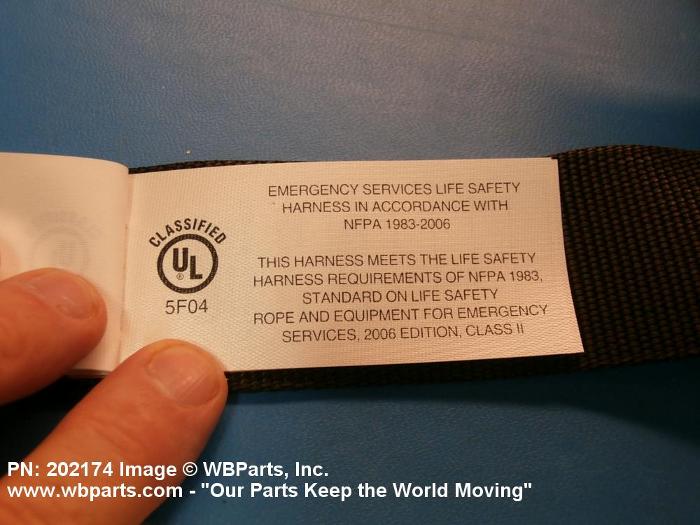 EMERGENCY SERVICES LIFE SAFETY
HARNESS IN ACCORDANCE WITH
NFPA 1983-2006
CLASSIFIED
UL
®
5F04
THIS HARNESS MEETS THE LIFE SAFETY
HARNESS REQUIREMENTS OF NFPA 1983,
STANDARD ON LIFE SAFETY
ROPE AND EQUIPMENT FOR EMERGENCY
SERVICES, 2006 EDITION, CLASS II
PN: 202174 Image © WBParts, Inc.
www.wbparts.com - "Our Parts Keep the World Moving"